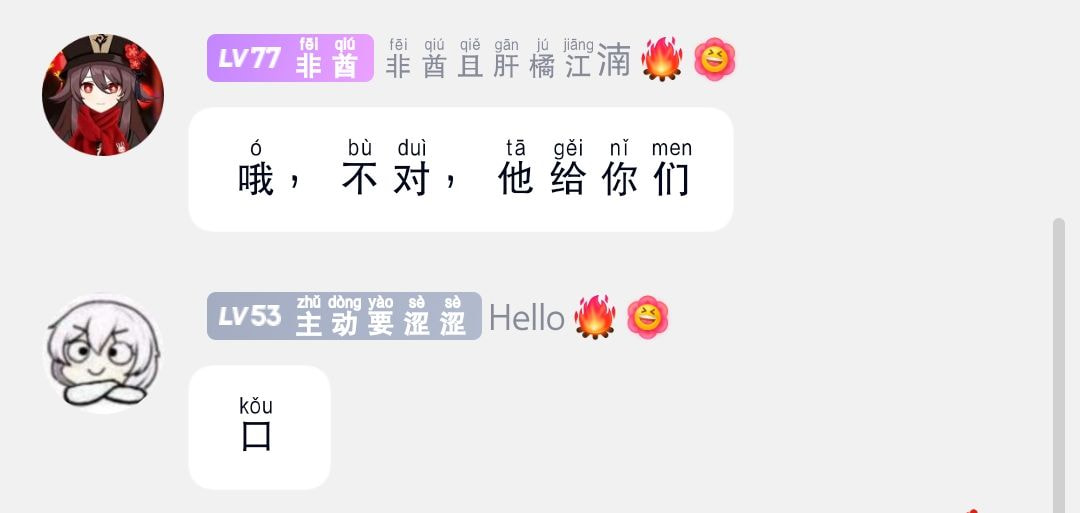 LV77 非酋 非酋且肝橘江湳🔥
fēi qiú fēi qiú qiě gān jú jiāng
哦，不对，他给你们
ó bù duì tā gěi nǐ men
LV53 主动要涩涩 Hello🔥
zhǔ dòng yào sè sè
口
kǒu